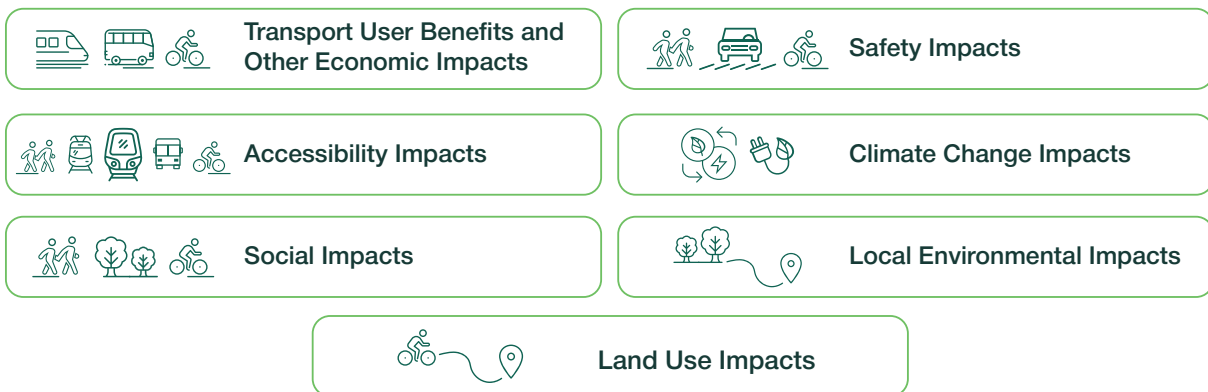 Transport User Benefits and
Other Economic Impacts
Safety Impacts
Accessibility Impacts
Climate Change Impacts
Social Impacts
Local Environmental Impacts
Land Use Impacts